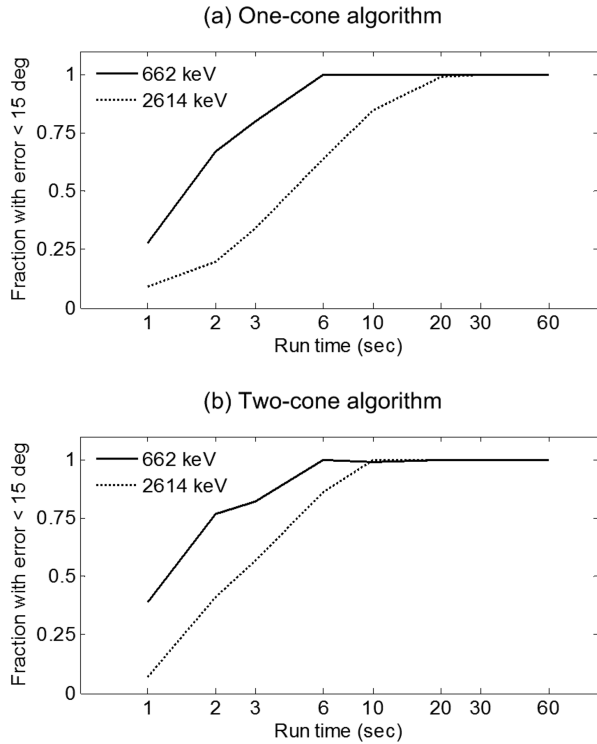 (a) One-cone algorithm
Fraction with error < 15 deg
1
0.75
0.5
0.25
0
662 keV
2614 keV
1 2 3 6 10 20 30 60
Run time (sec)
(b) Two-cone algorithm
Fraction with error < 15 deg
1
0.75
0.5
0.25
0
662 keV
2614 keV
1 2 3 6 10 20 30 60
Run time (sec)